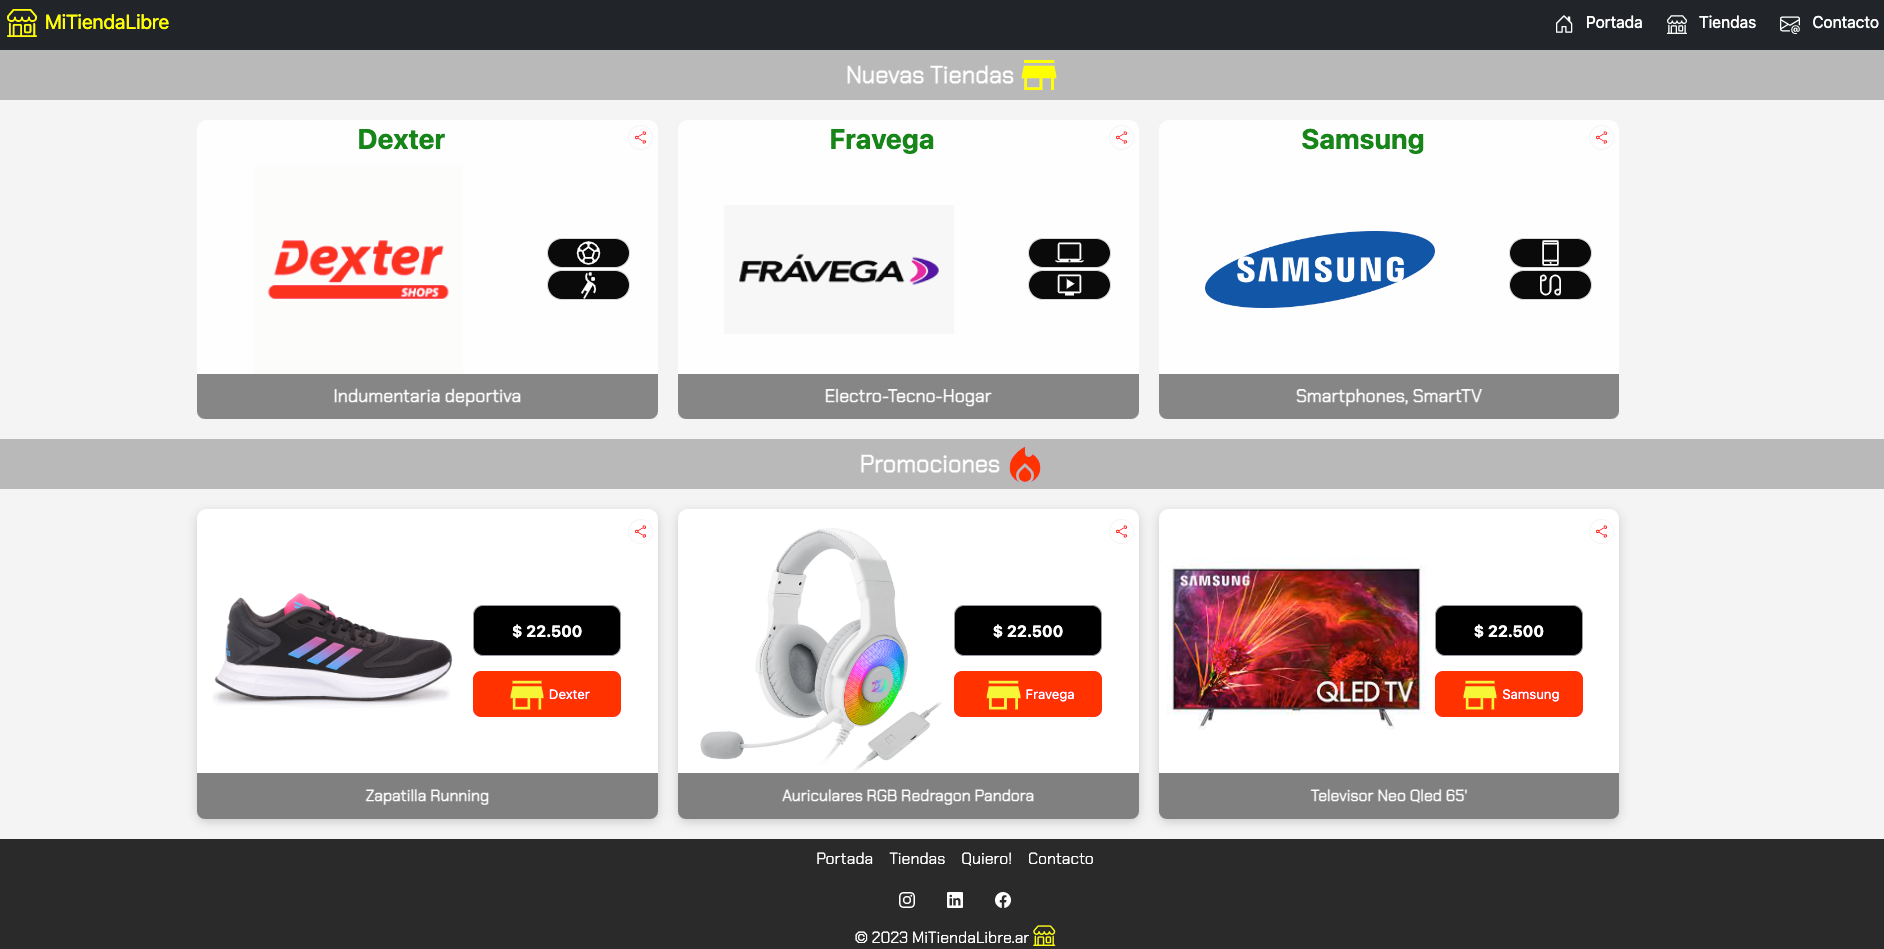 MiTiendaLibre
Portada Tiendas Contacto
Nuevas Tiendas
Dexter
Fravega
Samsung
Dexter
SHOPS
FRÁVEGA
SAMSUNG
Indumentaria deportiva
Electro-Tecno-Hogar
Smartphones, SmartTV
Promociones
$ 22.500
Dexter
$ 22.500
Fravega
SAMSUNG
QLED TV
$ 22.500
Samsung
Zapatilla Running
Auriculares RGB Redragon Pandora
Televisor Neo Qled 65'
Portada Tiendas Quiero! Contacto
© 2023 MiTiendaLibre.ar